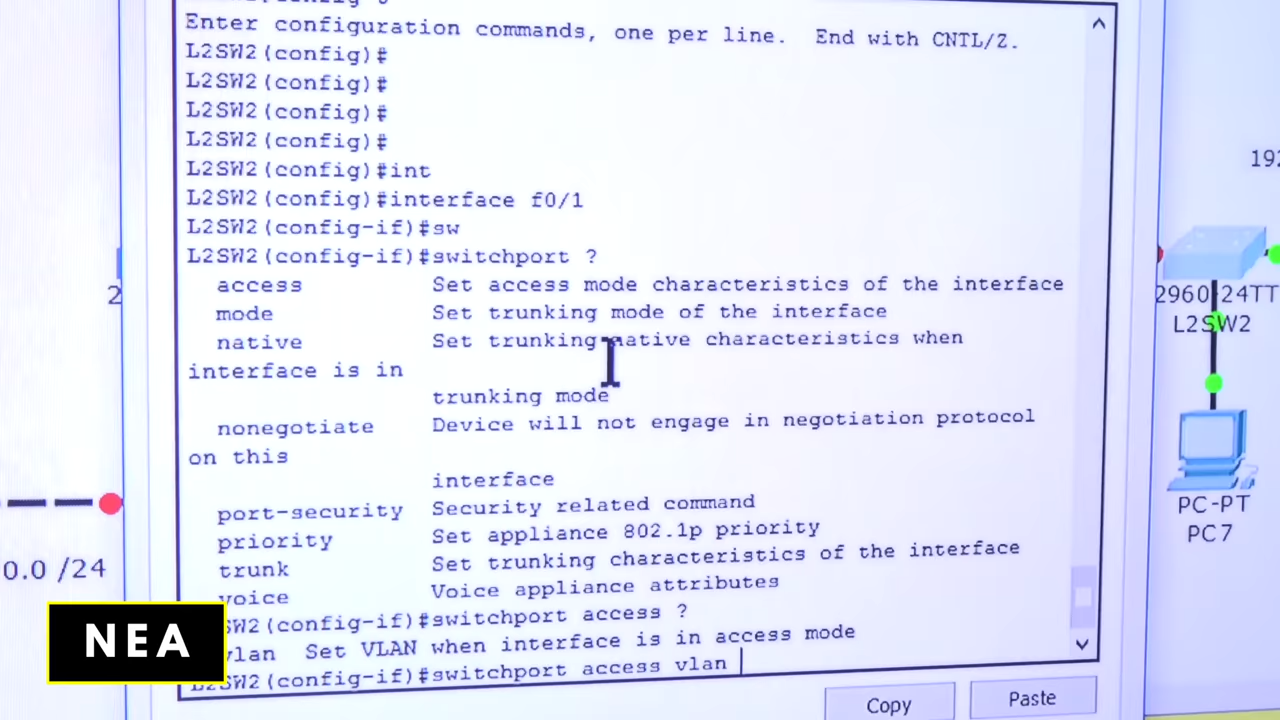 Enter configuration commands, one per line. End with CNTL/Z.
L2SW2(config)#
L2SW2(config)#
L2SW2(config)#
L2SW2(config)#
L2SW2(config)#int
L2SW2(config)#interface f0/1
L2SW2(config-if)#sw
L2SW2(config-if)#switchport ?
access Set access mode characteristics of the interface
mode Set trunking mode of the interface
native Set trunking native characteristics when
interface is in
trunking mode
nonegotiate Device will not engage in negotiation protocol
on this
interface
port-security Security related command
priority Set appliance 802.1p priority
trunk Set trunking characteristics of the interface
voice Voice appliance attributes
SW2(config-if)#switchport access ?
vlan Set VLAN when interface is in access mode
L2SW2(config-if)#switchport access vlan
Copy
Paste
2
0.0 /24
NEA
192
2960-24TT
L2SW2
PC-PT
PC7